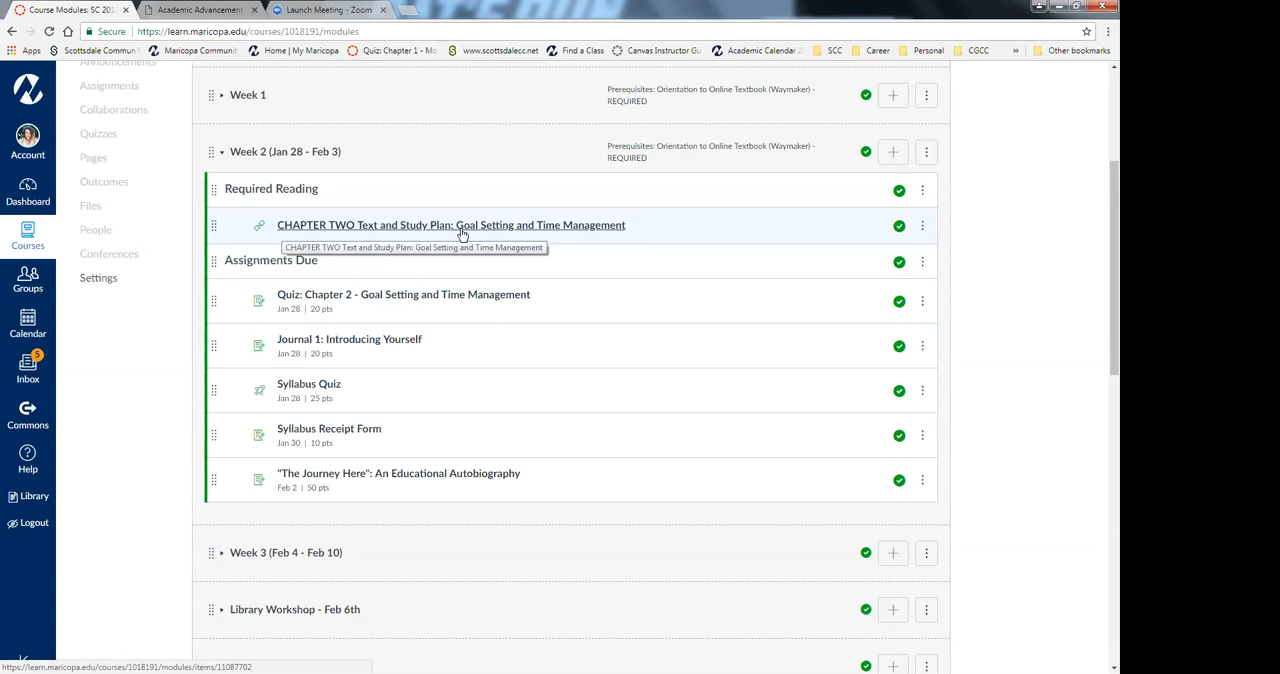 Course Modules: SC 201
Academic Advancement
Launch Meeting - Zoom
Secure
https://learn.maricopa.edu/courses/1018191/modules
Apps
Scottsdale Commun
Maricopa Communit
Home | My Maricopa
Quiz: Chapter 1 - Mo
www.scottsdalecc.net
Find a Class
Canvas Instructor Gu
Academic Calendar 2
SCC
Career
Personal
CGCC
»
Other bookmarks
Account
Dashboard
Courses
Groups
Calendar
5
Inbox
Commons
Help
Library
Logout
Announcements
Assignments
Collaborations
Quizzes
Pages
Outcomes
Files
People
Conferences
Settings
Week 1
Prerequisites: Orientation to Online Textbook (Waymaker) -
REQUIRED
Week 2 (Jan 28 - Feb 3)
Prerequisites: Orientation to Online Textbook (Waymaker) -
REQUIRED
Required Reading
CHAPTER TWO Text and Study Plan: Goal Setting and Time Management
CHAPTER TWO Text and Study Plan: Goal Setting and Time Management
Assignments Due
Quiz: Chapter 2 - Goal Setting and Time Management
Jan 28 | 20 pts
Journal 1: Introducing Yourself
Jan 28 | 20 pts
Syllabus Quiz
Jan 28 | 25 pts
Syllabus Receipt Form
Jan 30 | 10 pts
"The Journey Here": An Educational Autobiography
Feb 2 | 50 pts
Week 3 (Feb 4 - Feb 10)
Library Workshop - Feb 6th
https://learn.maricopa.edu/courses/1018191/modules/items/11087702